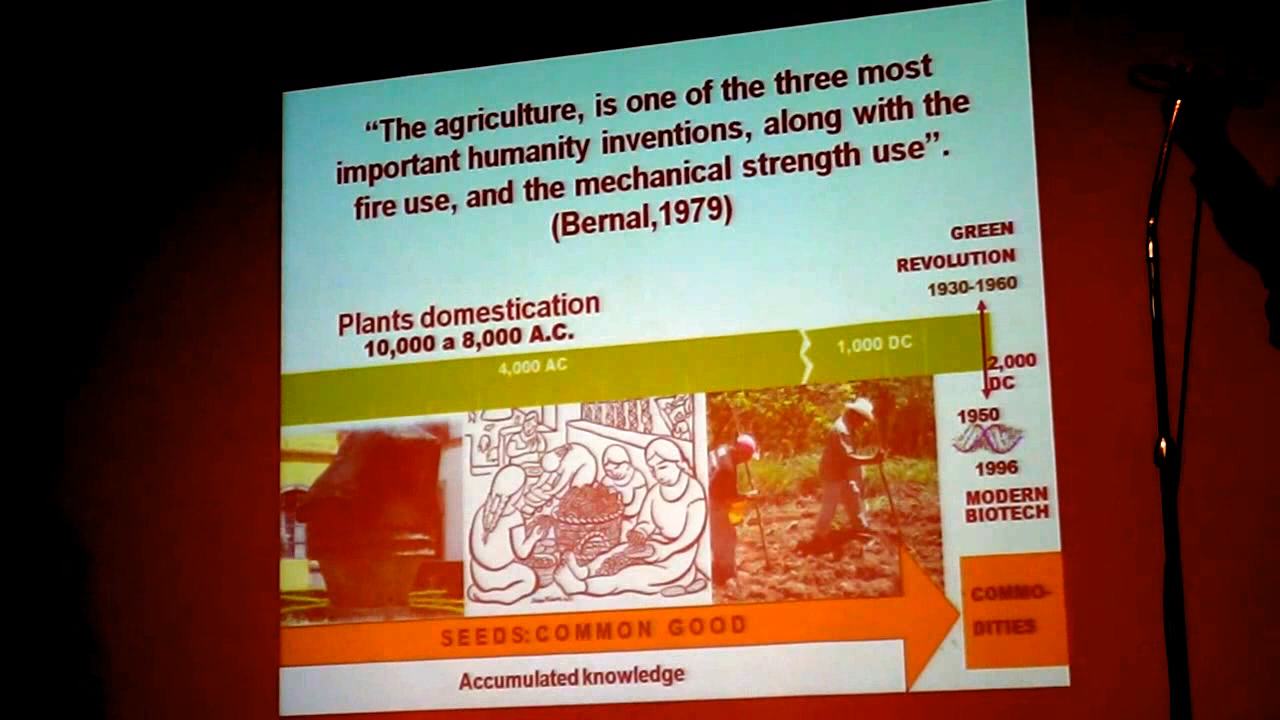 “The agriculture, is one of the three most
important humanity inventions, along with the
fire use, and the mechanical strength use”.
(Bernal,1979)
GREEN
REVOLUTION
1930-1960
Plants domestication
10,000 a 8,000 A.C.
4,000 AC
1,000 DC
2,000
DC
1950
1996
MODERN
BIOTECH
COMMO-
DITIES
SEEDS:COMMON GOOD
Accumulated knowledge